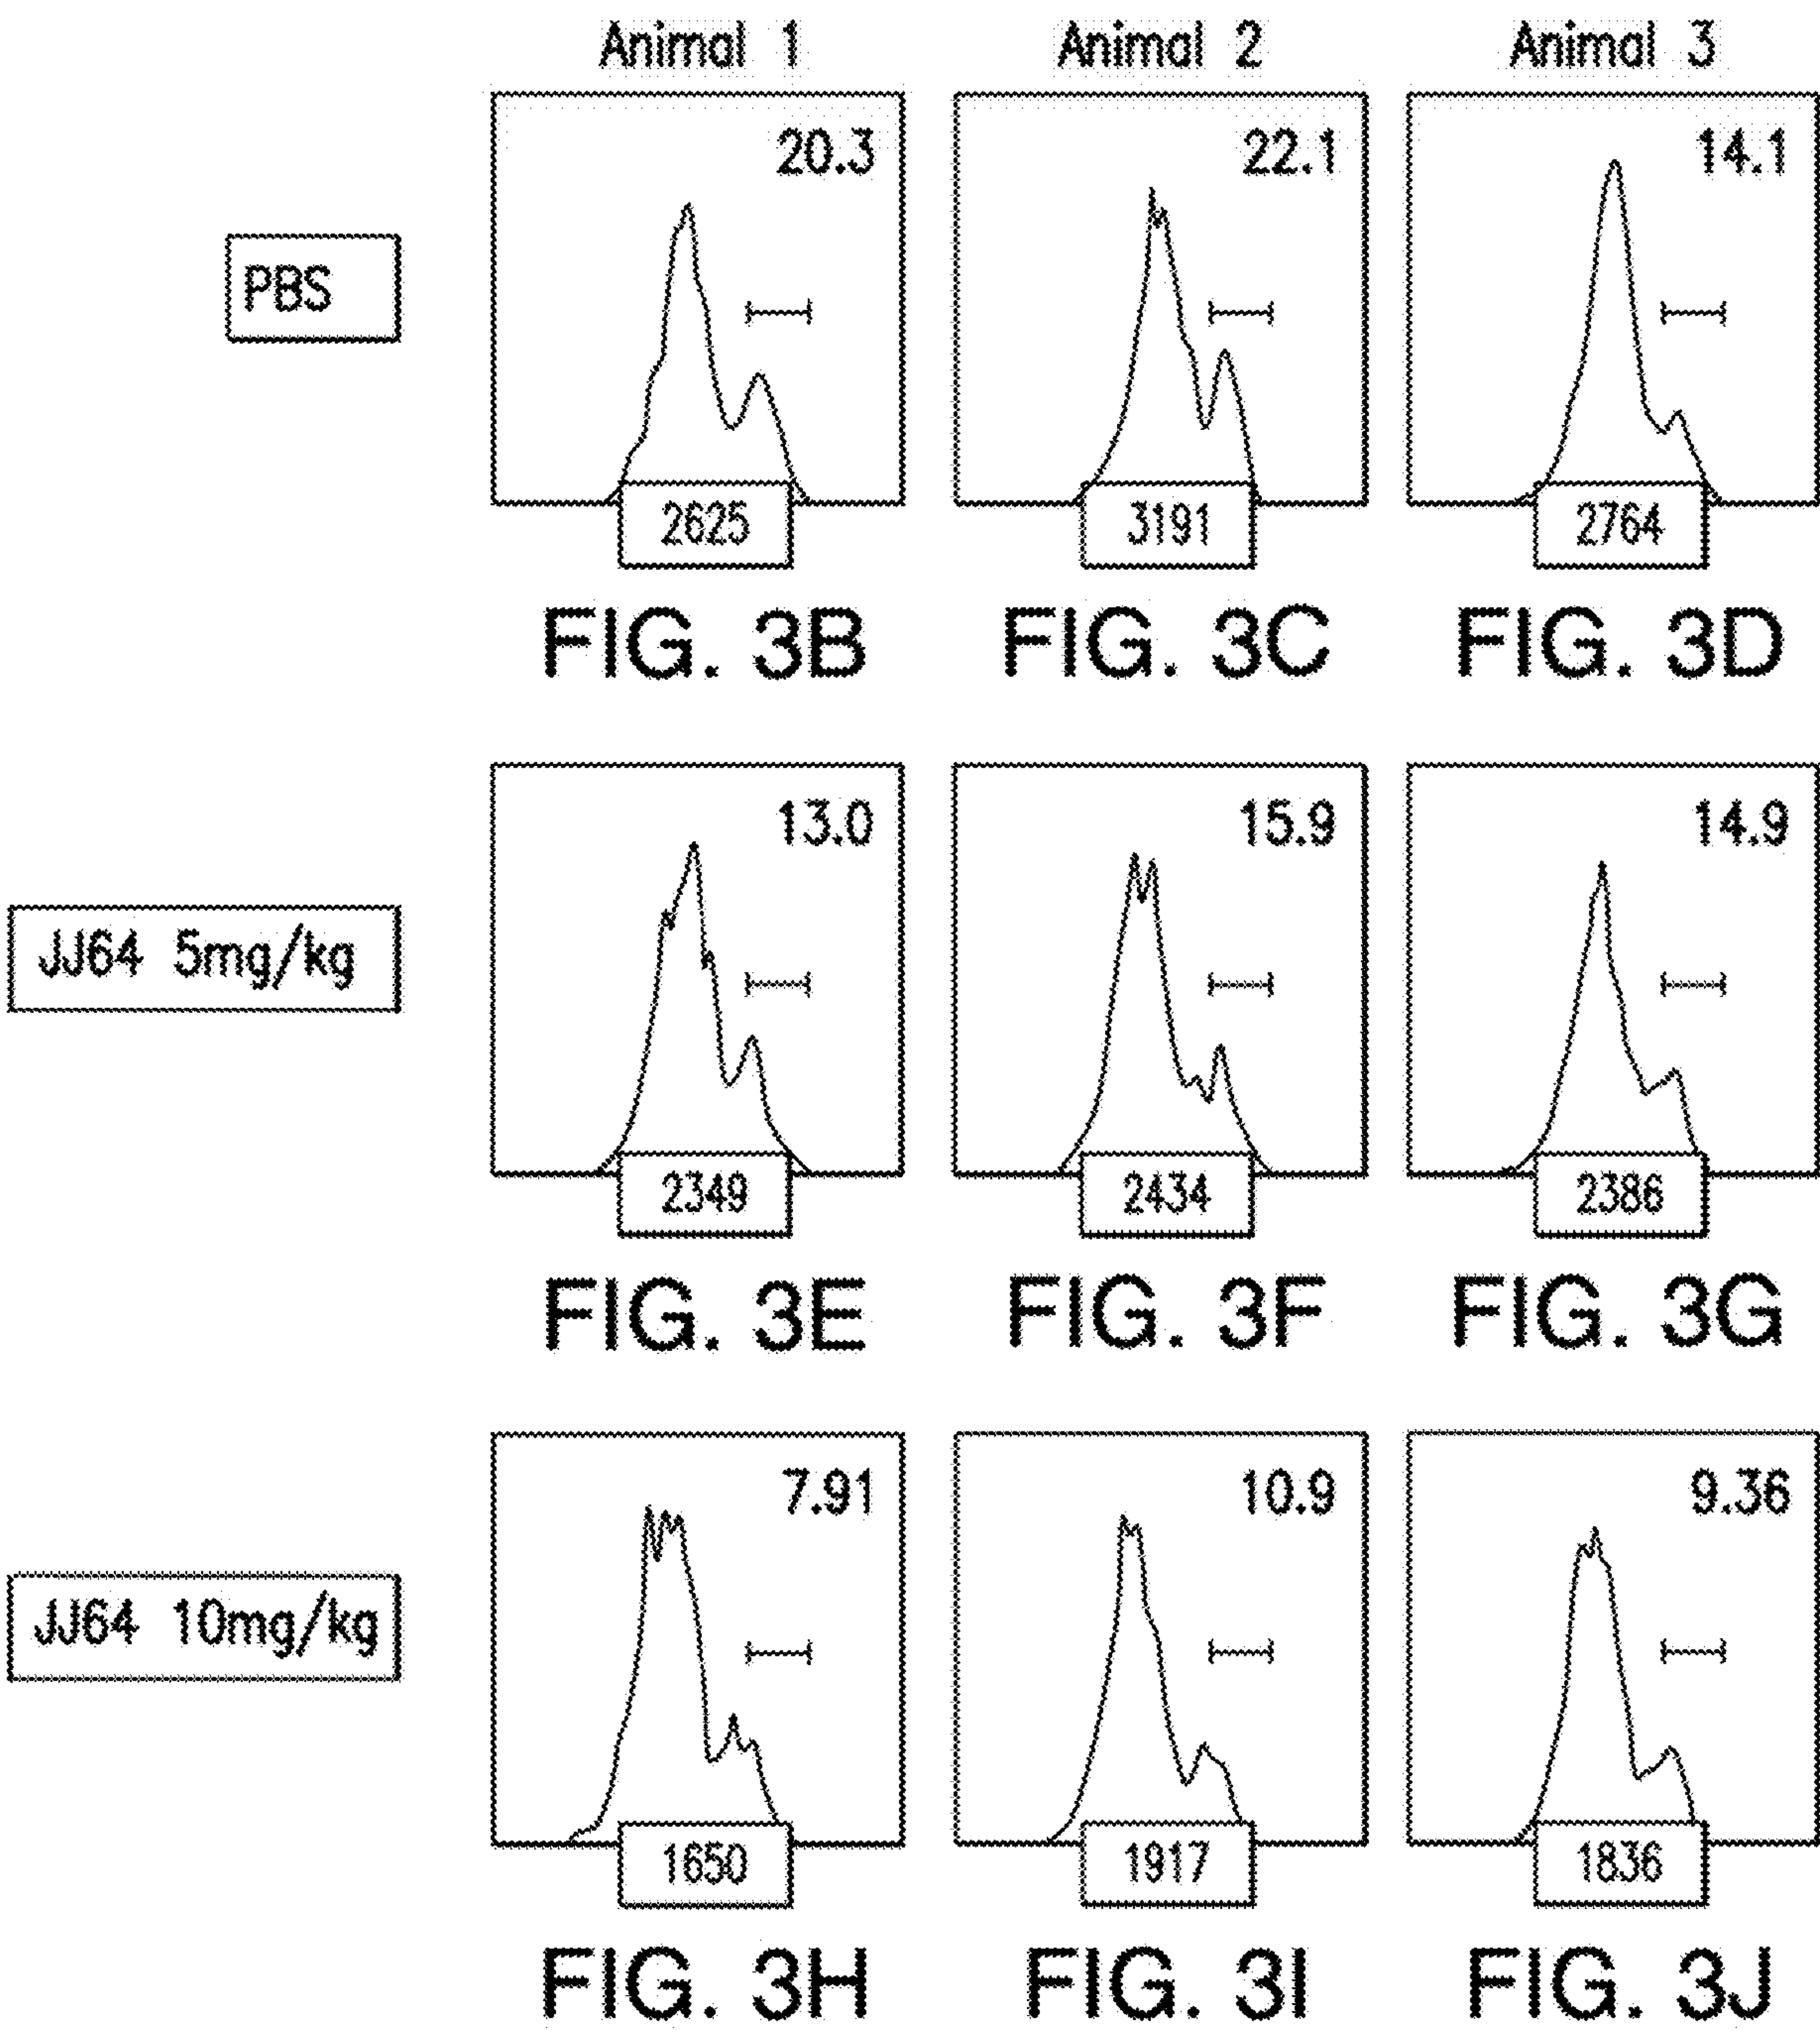 Animal 1 Animal 2 Animal 3
20.3 22.1 14.1
PBS
2625 3191 2764
FIG. 3B FIG. 3C FIG. 3D
13.0 15.9 14.9
JJ64 5mg/kg
2349 2434 2386
FIG. 3E FIG. 3F FIG. 3G
7.91 10.9 9.36
JJ64 10mg/kg
1650 1917 1836
FIG. 3H FIG. 3I FIG. 3J